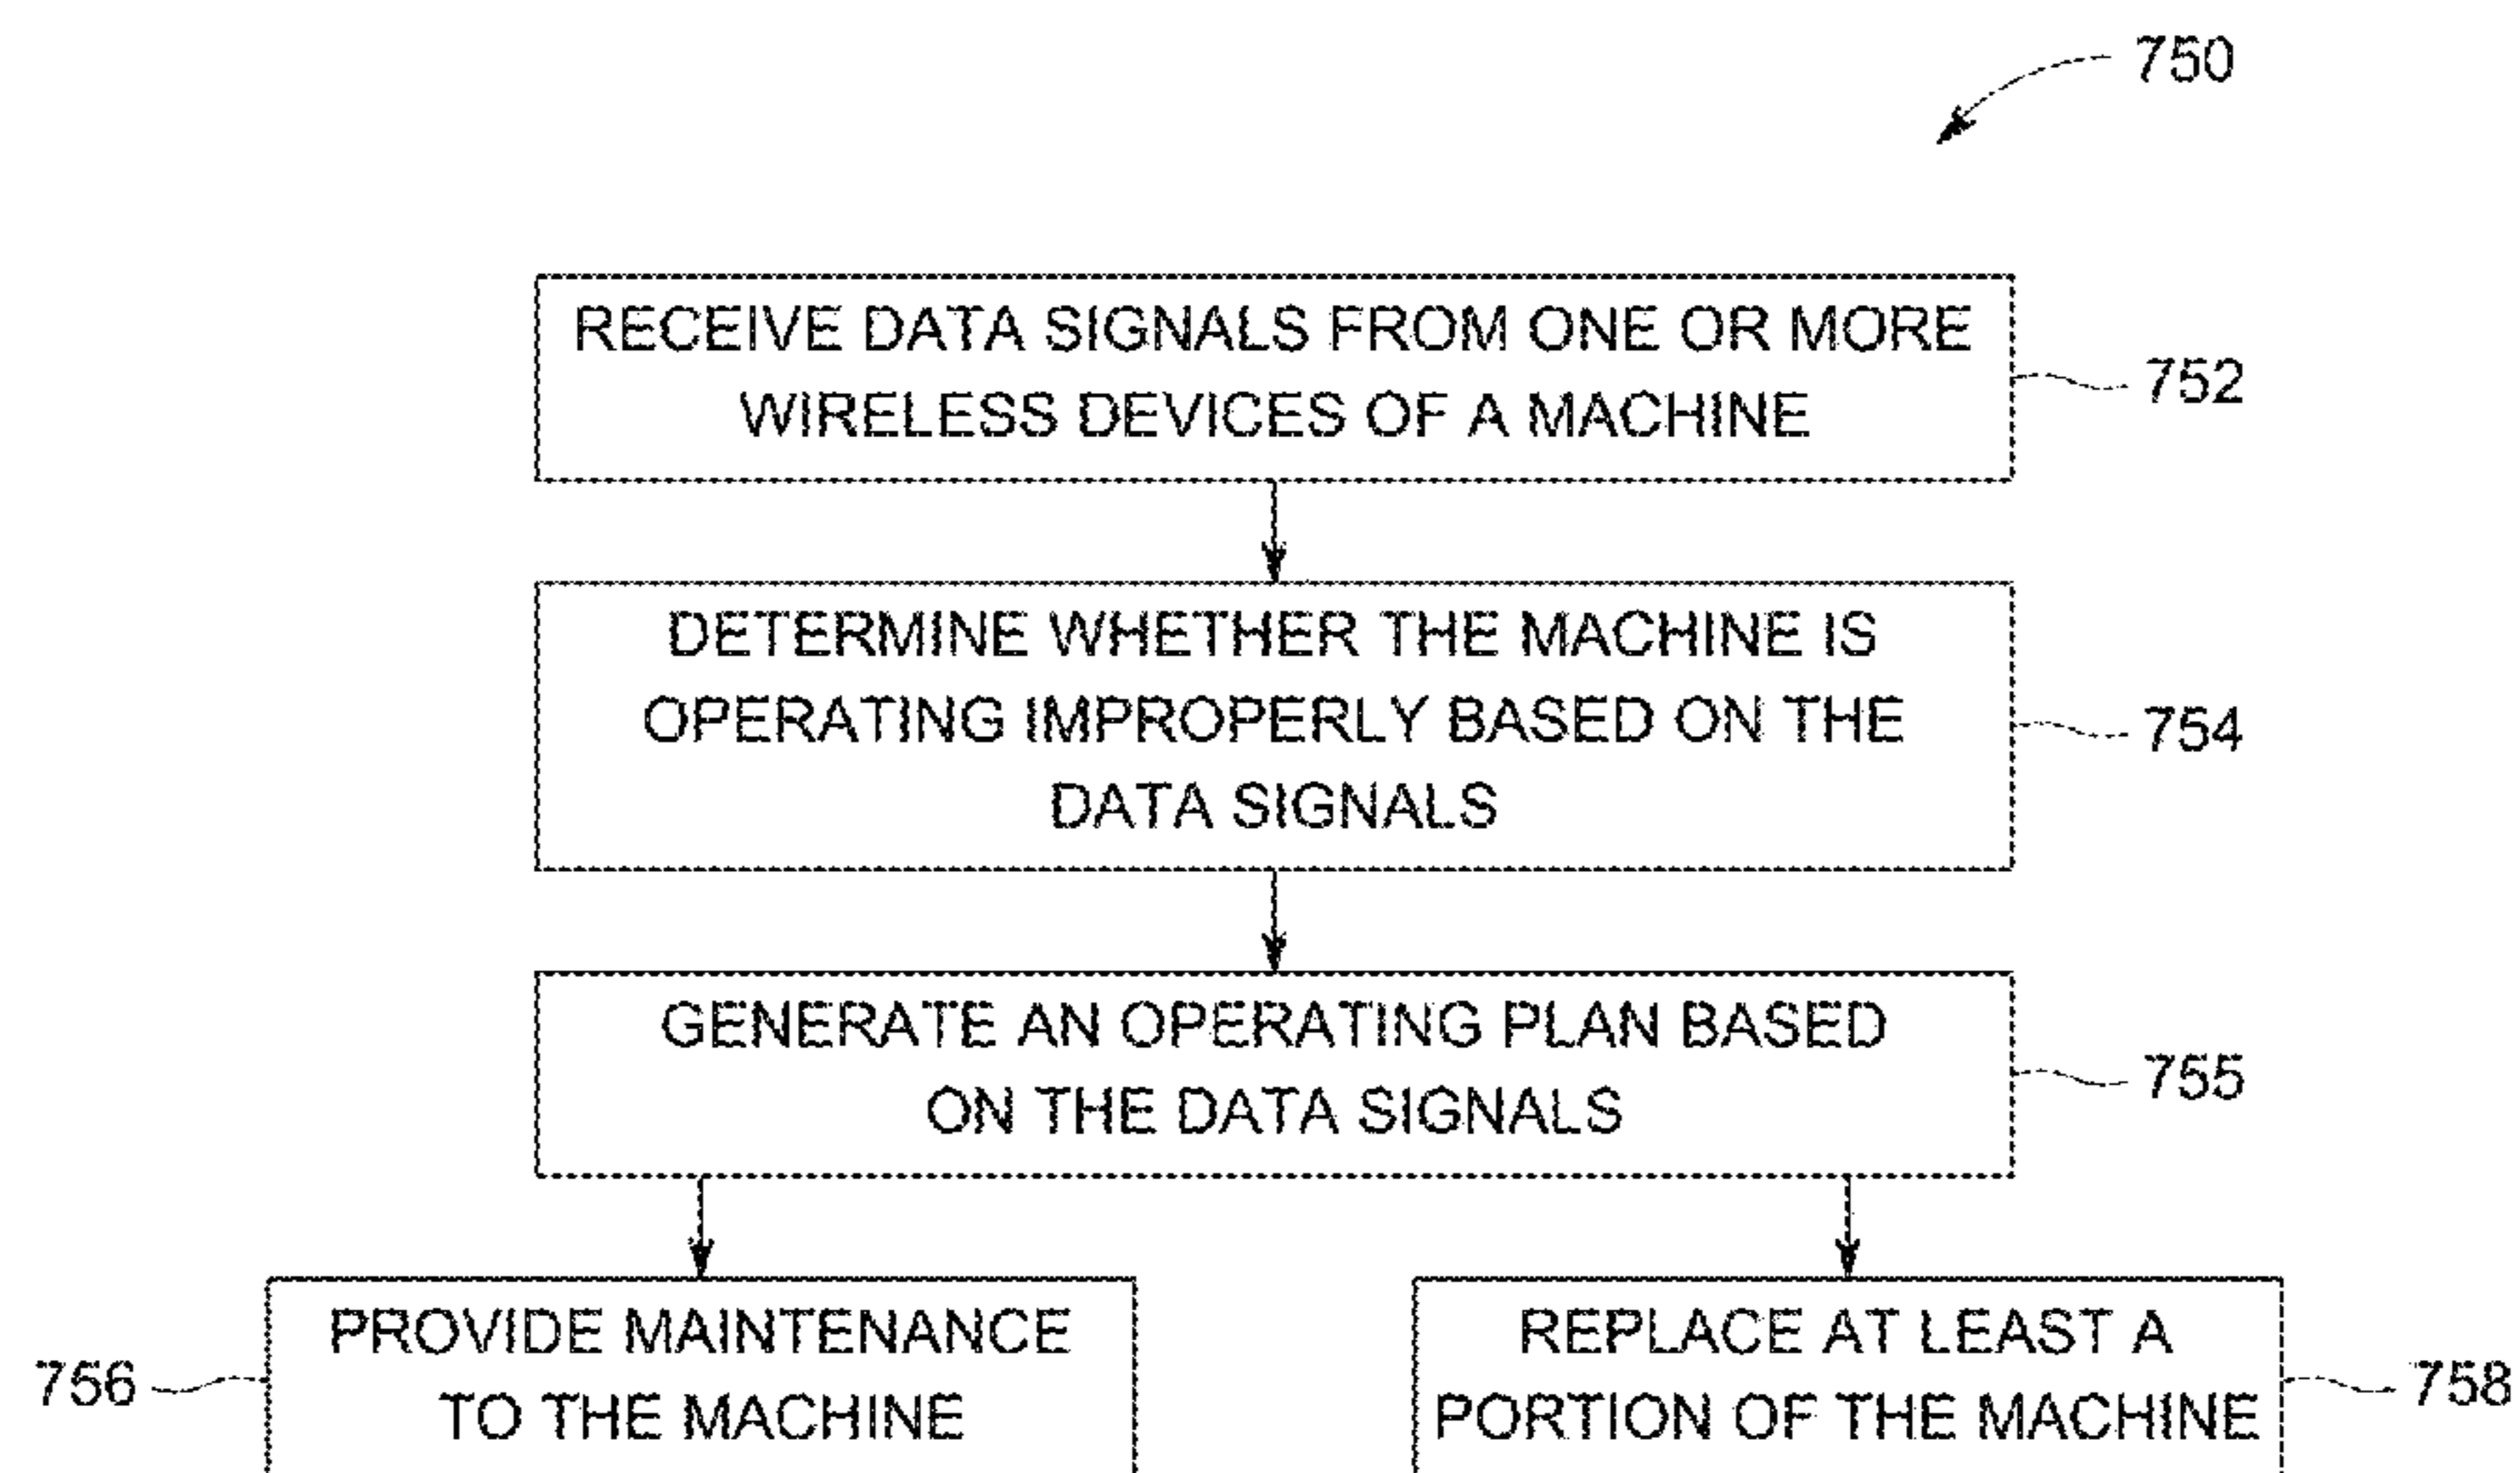 750
RECEIVE DATA SIGNALS FROM ONE OR MORE
WIRELESS DEVICES OF A MACHINE
752
DETERMINE WHETHER THE MACHINE IS
OPERATING IMPROPERLY BASED ON THE
DATA SIGNALS
754
GENERATE AN OPERATING PLAN BASED
ON THE DATA SIGNALS
755
756
PROVIDE MAINTENANCE
TO THE MACHINE
REPLACE AT LEAST A
PORTION OF THE MACHINE
758